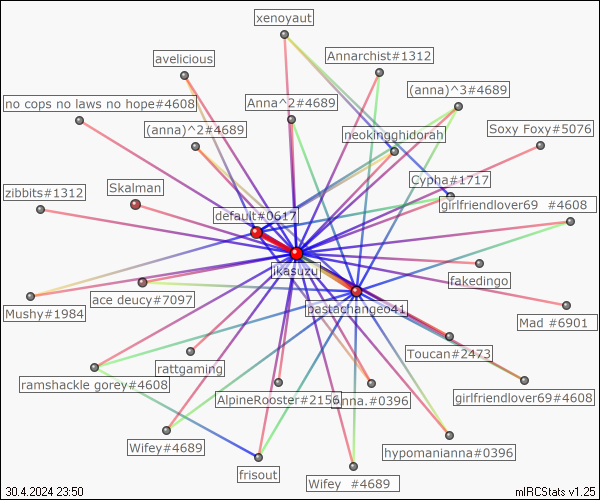 xenoyaut
Annarchist#1312
avelicious
(anna)^3#4689
no cops no laws no hope#4608
Anna^2#4689
(anna)^2#4689
neokingghidorah
Soxy Foxy#5076
Cypha#1717
zibbits#1312
Skalman
girlfriendlover69 #4608
default#0617
ikasuzu
fakedingo
Mushy#1984
ace deucy#7097
pastachangeo41
Mad #6901
Toucan#2473
rattgaming
ramshackle gorey#4608
AlpineRooster#2156
anna.#0396
girlfriendlover69#4608
Wifey#4689
hypomanianna#0396
frisout
Wifey #4689
30.4.2024 23:50
mIRCStats v1.25